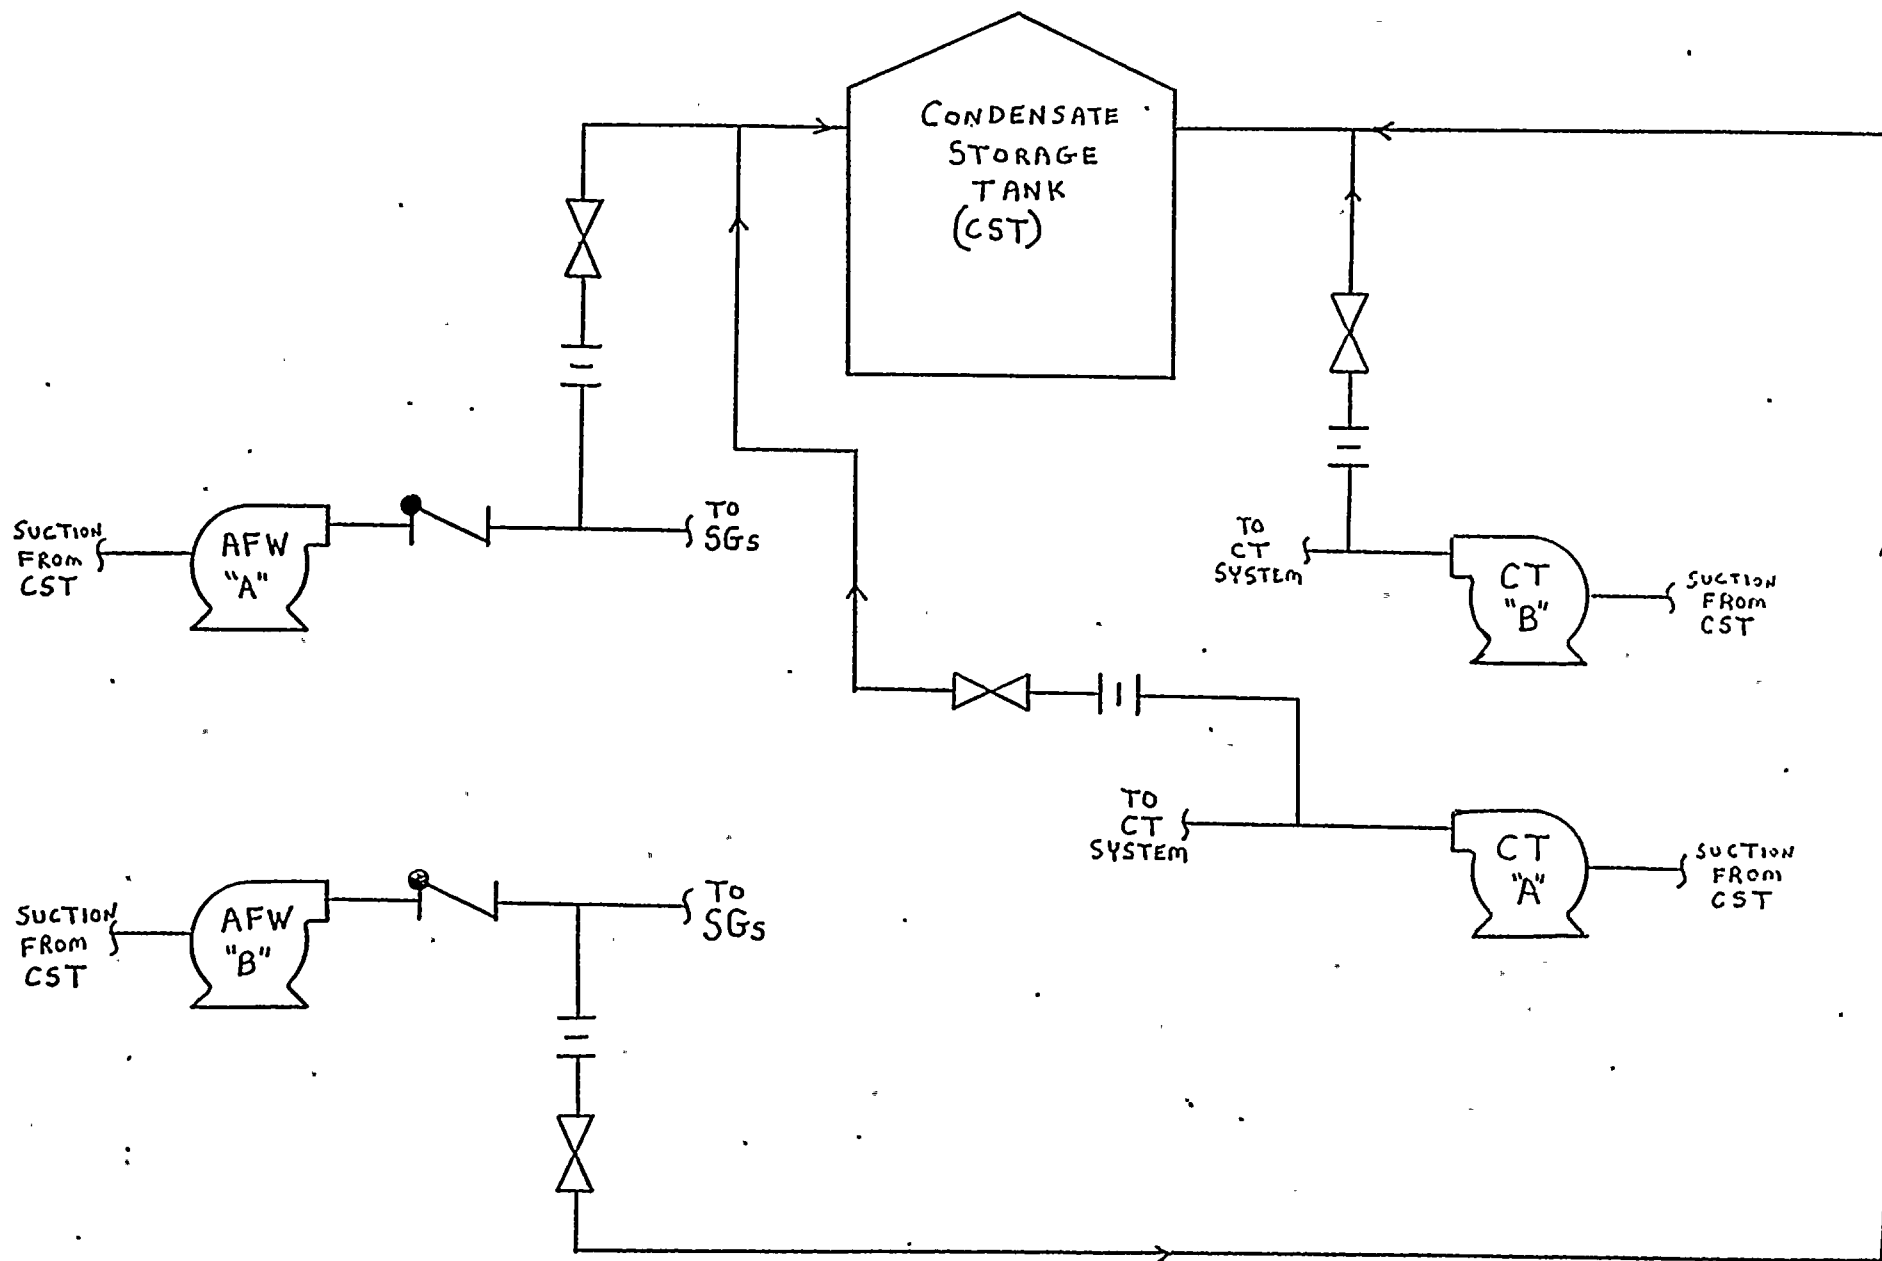 CONDENSATE
STORAGE
TANK
(CST)
SUCTION
FROM
CST
AFW
"A"
TO
SGs
TO
CT
SYSTEM
CT
"B"
SUCTION
FROM
CST
TO
CT
SYSTEM
CT
"A"
SUCTION
FROM
CST
SUCTION
FROM
CST
AFW
"B"
TO
SGs